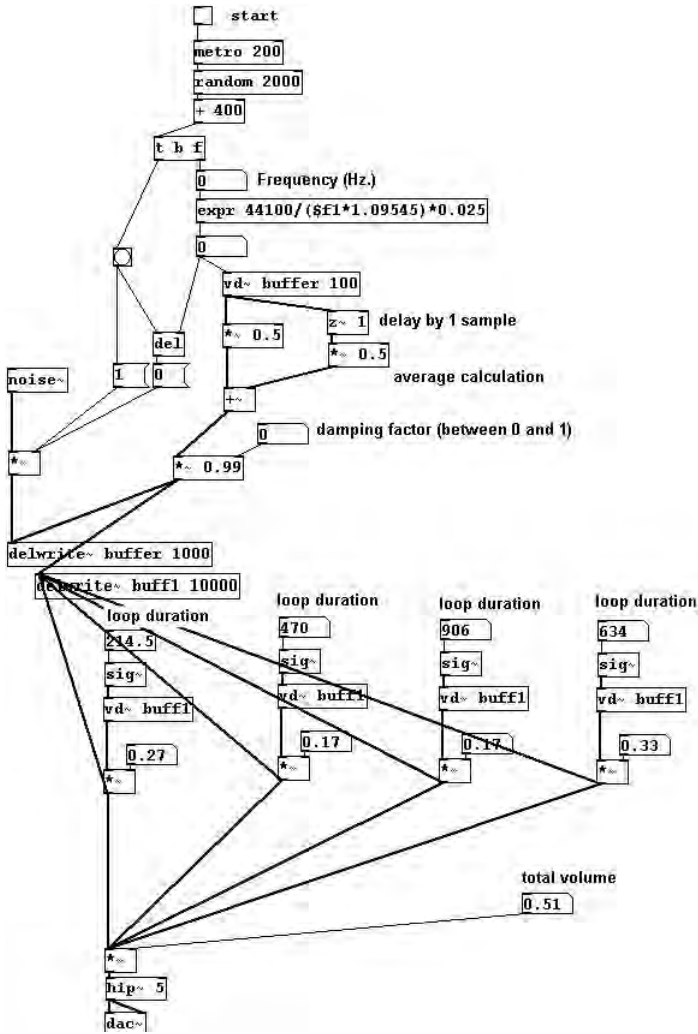 start
metro 200
random 2000
+ 400
t b f
0
Frequency (Hz.)
expr 44100/($f1*1.09545)*0.025
0
vd~ buffer 100
*~ 0.5
z~ 1
delay by 1 sample
del
*~ 0.5
noise~
1
0
average calculation
+~
0
damping factor (between 0 and 1)
*~
*~ 0.99
delwrite~ buffer 1000
delwrite~ buff1 10000
loop duration
loop duration
loop duration
loop duration
214.5
470
906
634
sig~
sig~
sig~
sig~
vd~ buff1
vd~ buff1
vd~ buff1
vd~ buff1
0.27
0.17
0.17
0.33
*~
*~
*~
*~
total volume
0.51
*~
hip~ 5
dac~